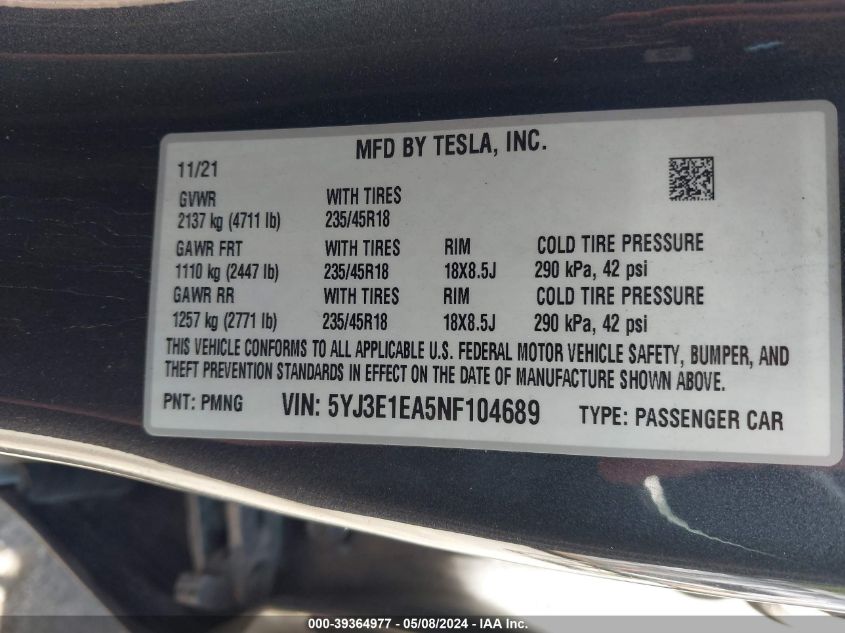 MFD BY TESLA, INC.
11/21
GVWR WITH TIRES
2137 kg (4711 lb) 235/45R18
GAWR FRT WITH TIRES RIM COLD TIRE PRESSURE
1110 kg (2447 lb) 235/45R18 18X8.5J 290 kPa, 42 psi
GAWR RR WITH TIRES RIM COLD TIRE PRESSURE
1257 kg (2771 lb) 235/45R18 18X8.5J 290 kPa, 42 psi
THIS VEHICLE CONFORMS TO ALL APPLICABLE U.S. FEDERAL MOTOR VEHICLE SAFETY, BUMPER, AND
THEFT PREVENTION STANDARDS IN EFFECT ON THE DATE OF MANUFACTURE SHOWN ABOVE.
PNT: PMNG VIN: 5YJ3E1EA5NF104689 TYPE: PASSENGER CAR
000-39364977 - 05/08/2024 - IAA Inc.